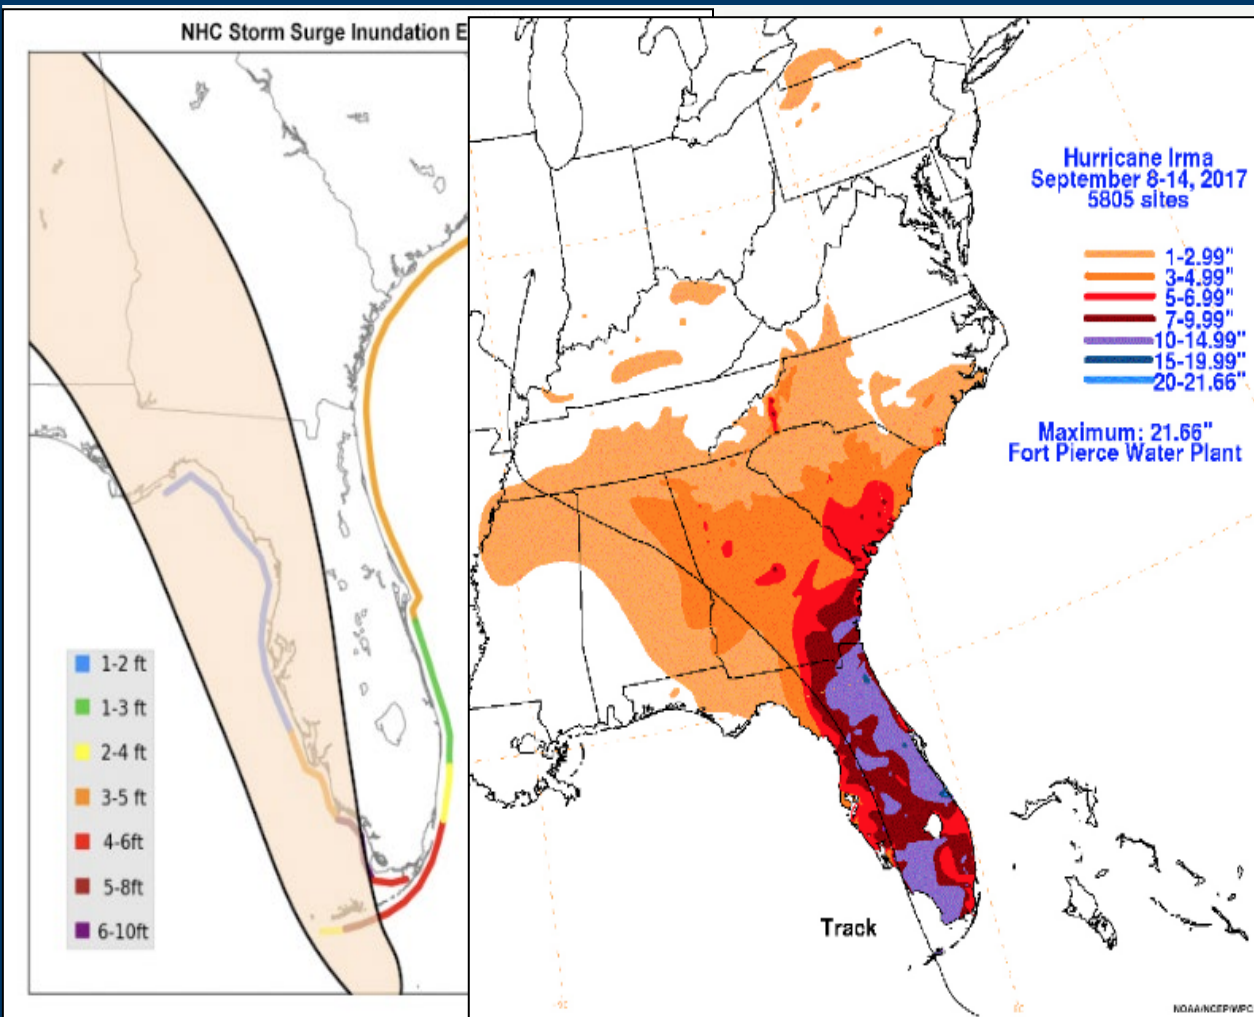 NHC Storm Surge Inundation E
1-2 ft
1-3 ft
2-4 ft
3-5 ft
4-6ft
5-8ft
6-10ft
Hurricane Irma
September 8-14, 2017
5805 sites
1-2.99"
3-4.99"
5-6.99"
7-9.99"
10-14.99"
15-19.99"
20-21.66"
Maximum: 21.66"
Fort Pierce Water Plant
Track
NOAA/NCEP/WPC